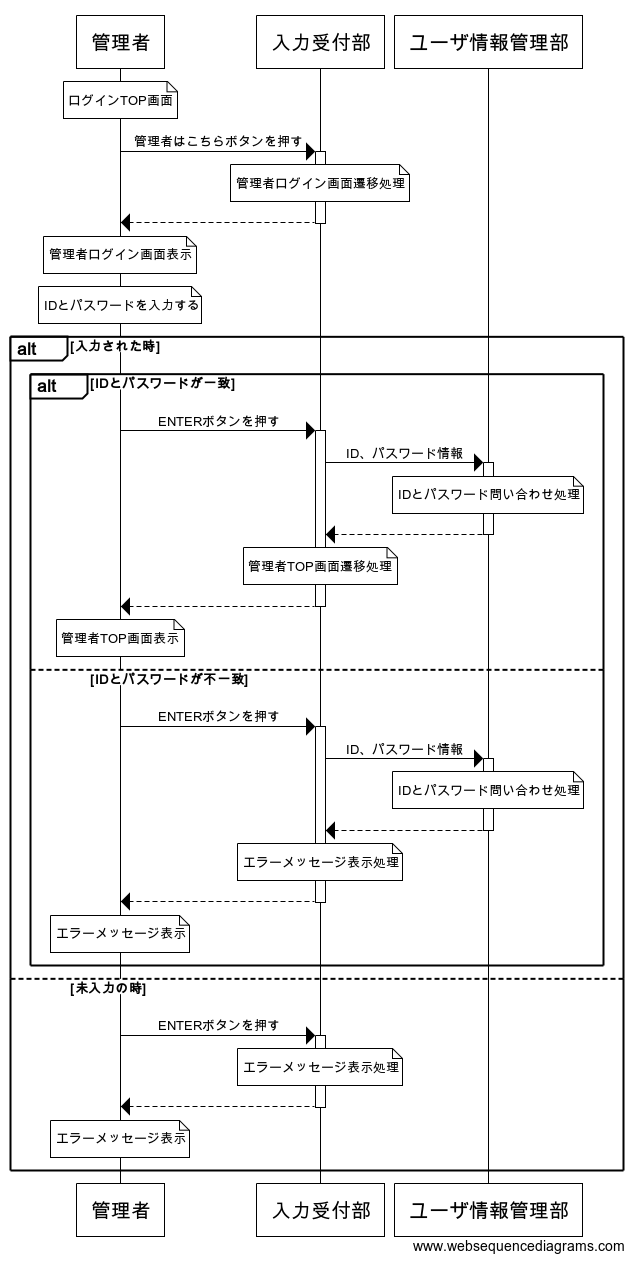 管理者
入力受付部
ユーザ情報管理部
ログインTOP画面
管理者はこちらボタンを押す
管理者ログイン画面遷移処理
管理者ログイン画面表示
IDとパスワードを入力する
alt
[入力された時]
alt
[IDとパスワードが一致]
ENTERボタンを押す
ID、パスワード情報
IDとパスワード問い合わせ処理
管理者TOP画面遷移処理
管理者TOP画面表示
[IDとパスワードが不一致]
ENTERボタンを押す
ID、パスワード情報
IDとパスワード問い合わせ処理
エラーメッセージ表示処理
エラーメッセージ表示
[未入力の時]
ENTERボタンを押す
エラーメッセージ表示処理
エラーメッセージ表示
管理者
入力受付部
ユーザ情報管理部
www.websequencediagrams.com